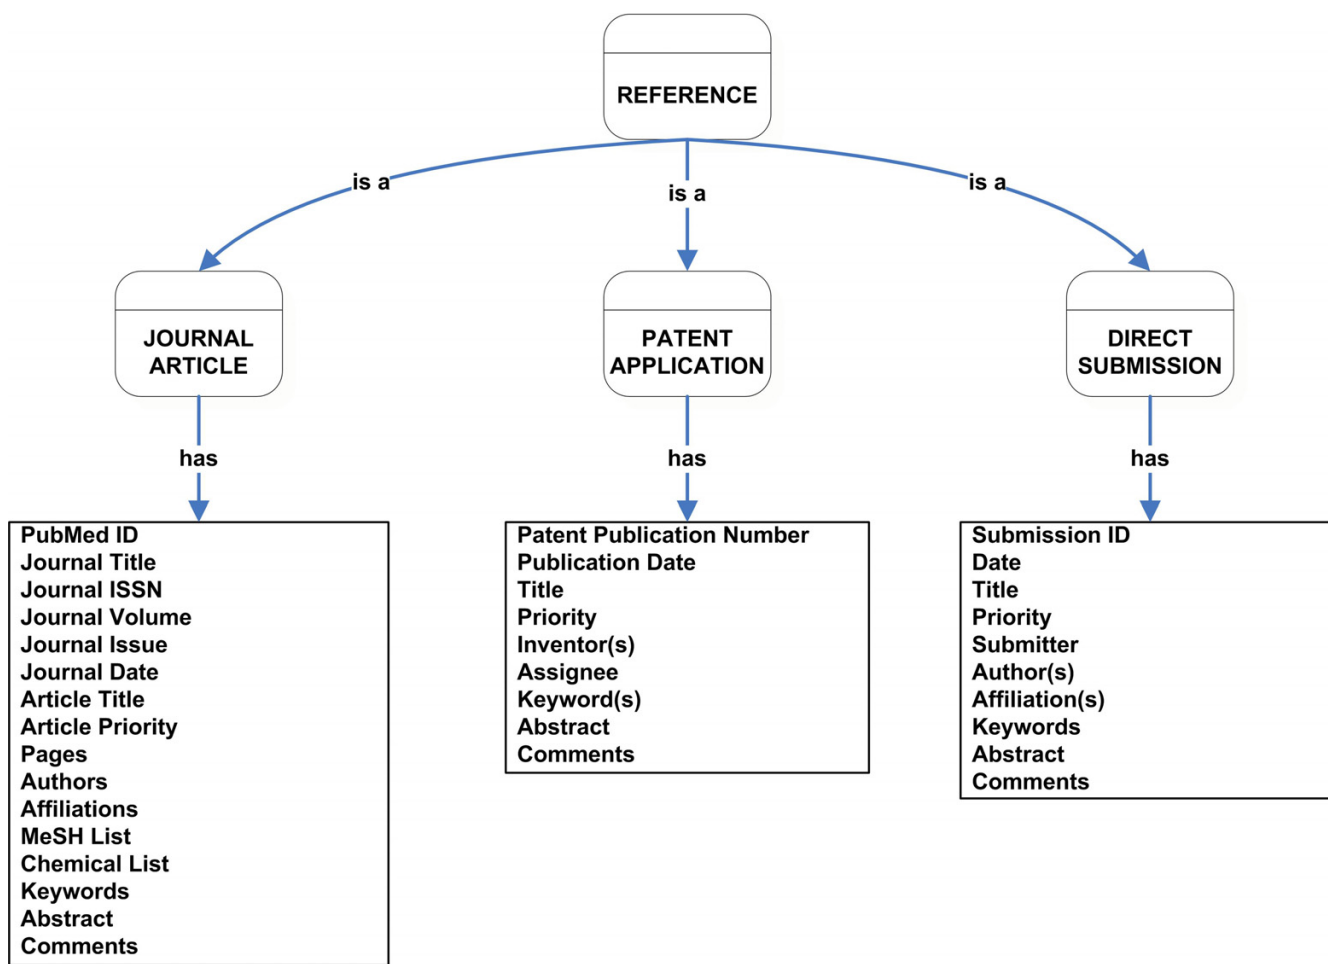 REFERENCE
is a
is a
is a
JOURNAL
ARTICLE
PATENT
APPLICATION
DIRECT
SUBMISSION
has
has
has
PubMed ID
Journal Title
Journal ISSN
Journal Volume
Journal Issue
Journal Date
Article Title
Article Priority
Pages
Authors
Affiliations
MeSH List
Chemical List
Keywords
Abstract
Comments
Patent Publication Number
Publication Date
Title
Priority
Inventor(s)
Assignee
Keyword(s)
Abstract
Comments
Submission ID
Date
Title
Priority
Submitter
Author(s)
Affiliation(s)
Keywords
Abstract
Comments